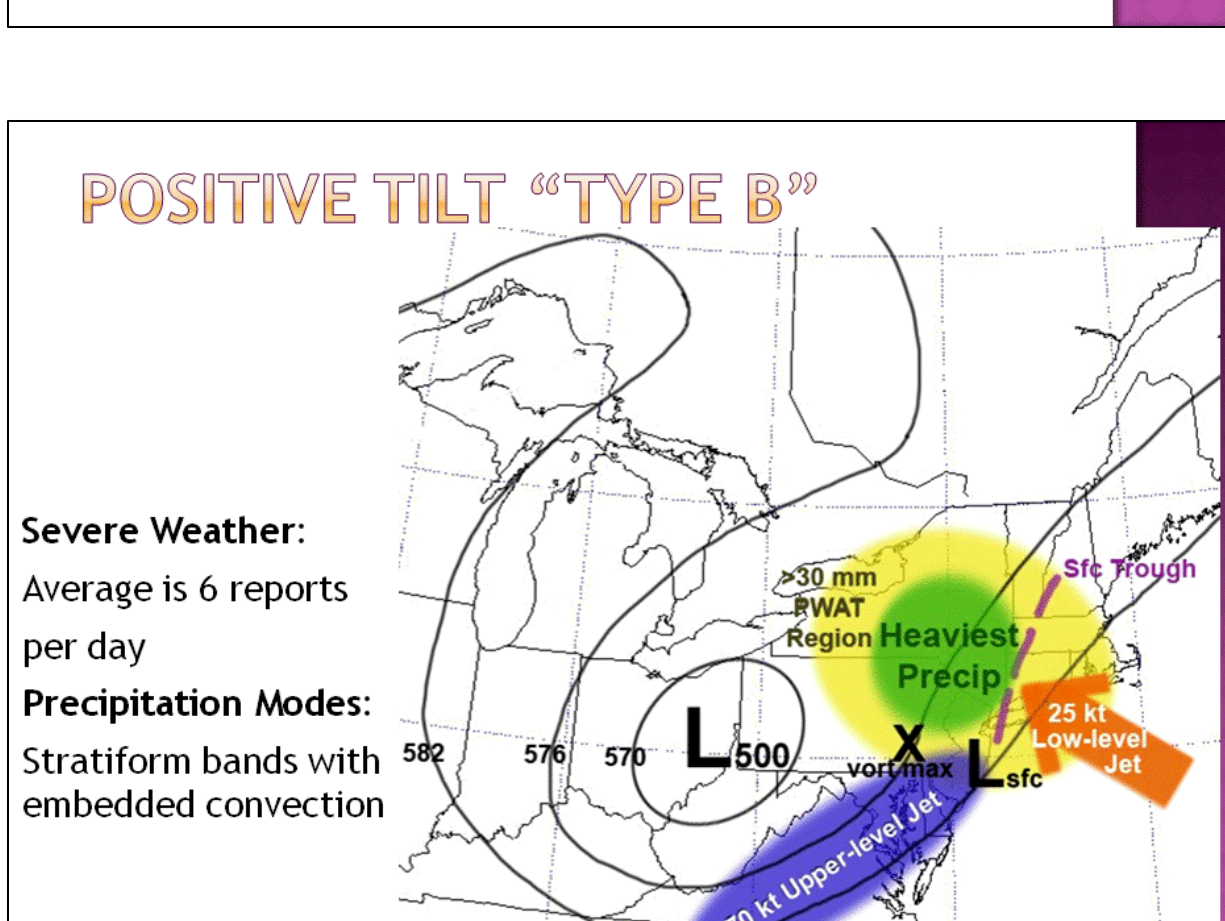 POSITIVE TILT “TYPE B”
Severe Weather:
Average is 6 reports
per day
Precipitation Modes:
Stratiform bands with
embedded convection
Sfc Trough
>30 mm
PWAT
Region
Heaviest
Precip
25 kt
Low-level
Jet
582
576
570
L500
X
vort max
Lsfc
kt Upper-level Jet